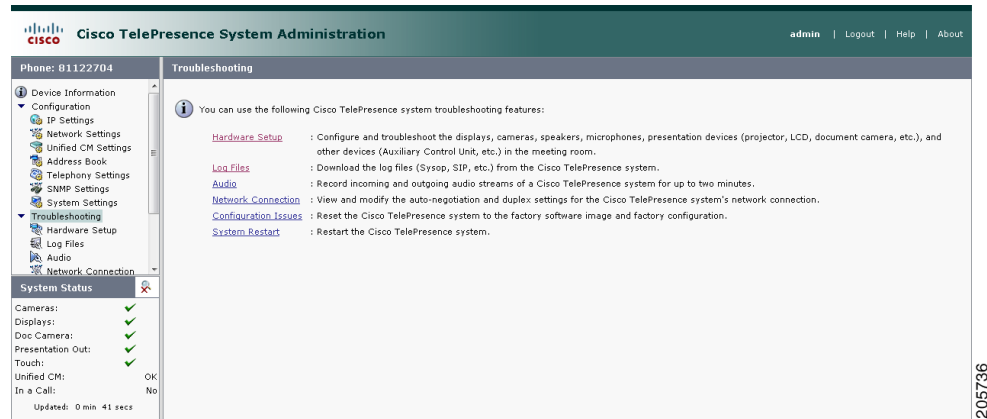 CISCO
Cisco TelePresence System Administration
admin | Logout | Help | About
Phone: 81122704
Device Information
Configuration
IP Settings
Network Settings
Unified CM Settings
Address Book
Telephony Settings
SNMP Settings
System Settings
Troubleshooting
Hardware Setup
Log Files
Audio
Network Connection
System Status
Cameras:
Displays:
Doc Camera:
Presentation Out:
Touch:
Unified CM: OK
In a Call: No
Updated: 0 min 41 secs
Troubleshooting
You can use the following Cisco TelePresence system troubleshooting features:
Hardware Setup : Configure and troubleshoot the displays, cameras, speakers, microphones, presentation devices (projector, LCD, document camera, etc.), and
other devices (Auxiliary Control Unit, etc.) in the meeting room.
Log Files : Download the log files (Sysop, SIP, etc.) from the Cisco TelePresence system.
Audio : Record incoming and outgoing audio streams of a Cisco TelePresence system for up to two minutes.
Network Connection : View and modify the auto-negotiation and duplex settings for the Cisco TelePresence system's network connection.
Configuration Issues : Reset the Cisco TelePresence system to the factory software image and factory configuration.
System Restart : Restart the Cisco TelePresence system.
205736